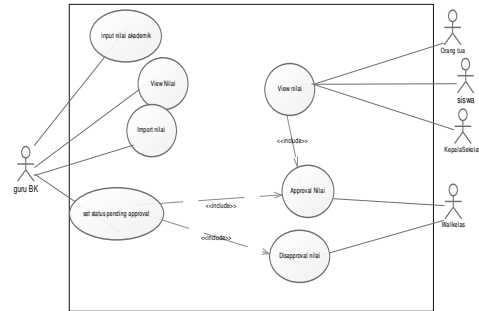 input nilai akademik
View Nilai
Import nilai
guru BK
set status pending approval
View nilai
<<include>>
Approval Nilai
<<include>>
<<include>>
Disapproval nilai
Orang tua
siswa
KepalaSekola
Walikelas